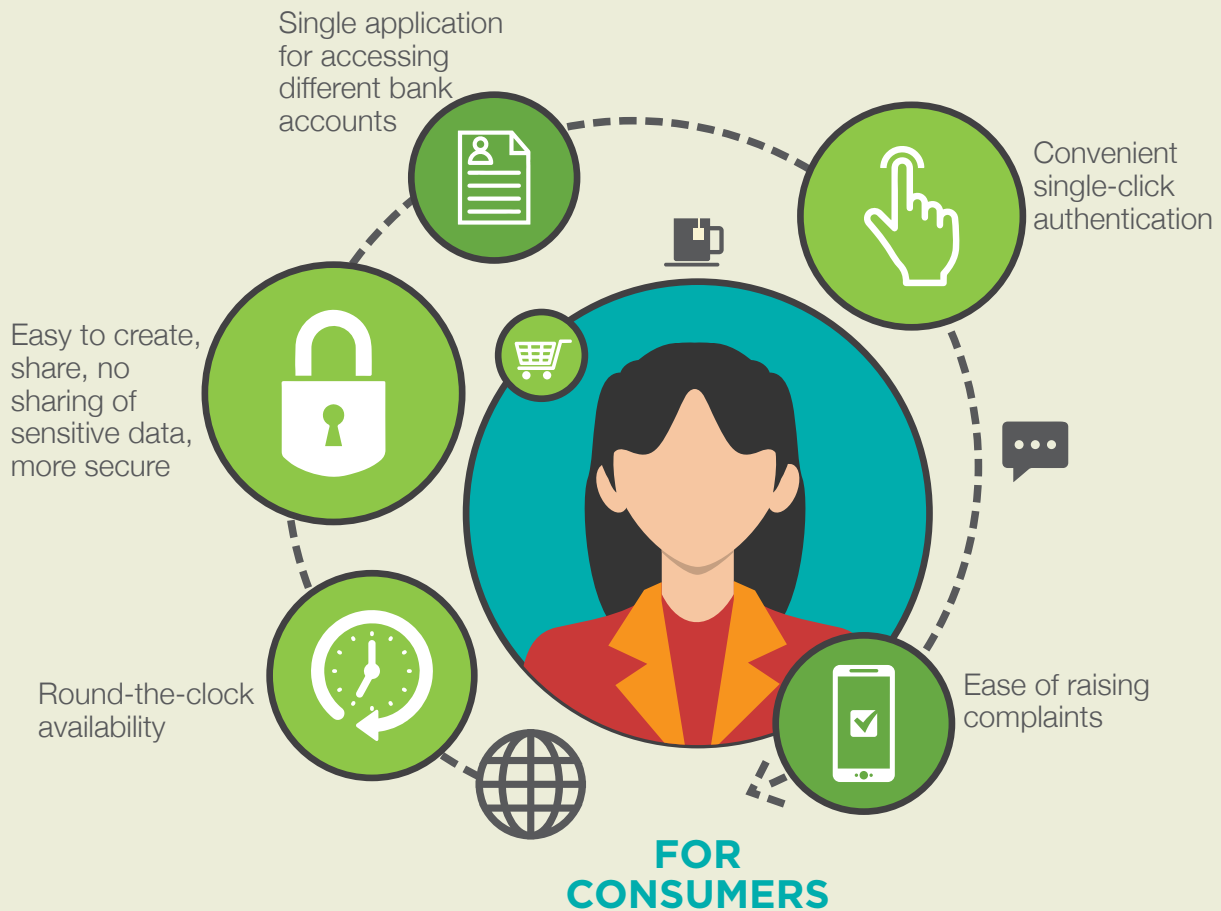 Single application
for accessing
different bank
accounts
Convenient
single-click
authentication
Easy to create,
share, no
sharing of
sensitive data,
more secure
Round-the-clock
availability
Ease of raising
complaints
FOR
CONSUMERS